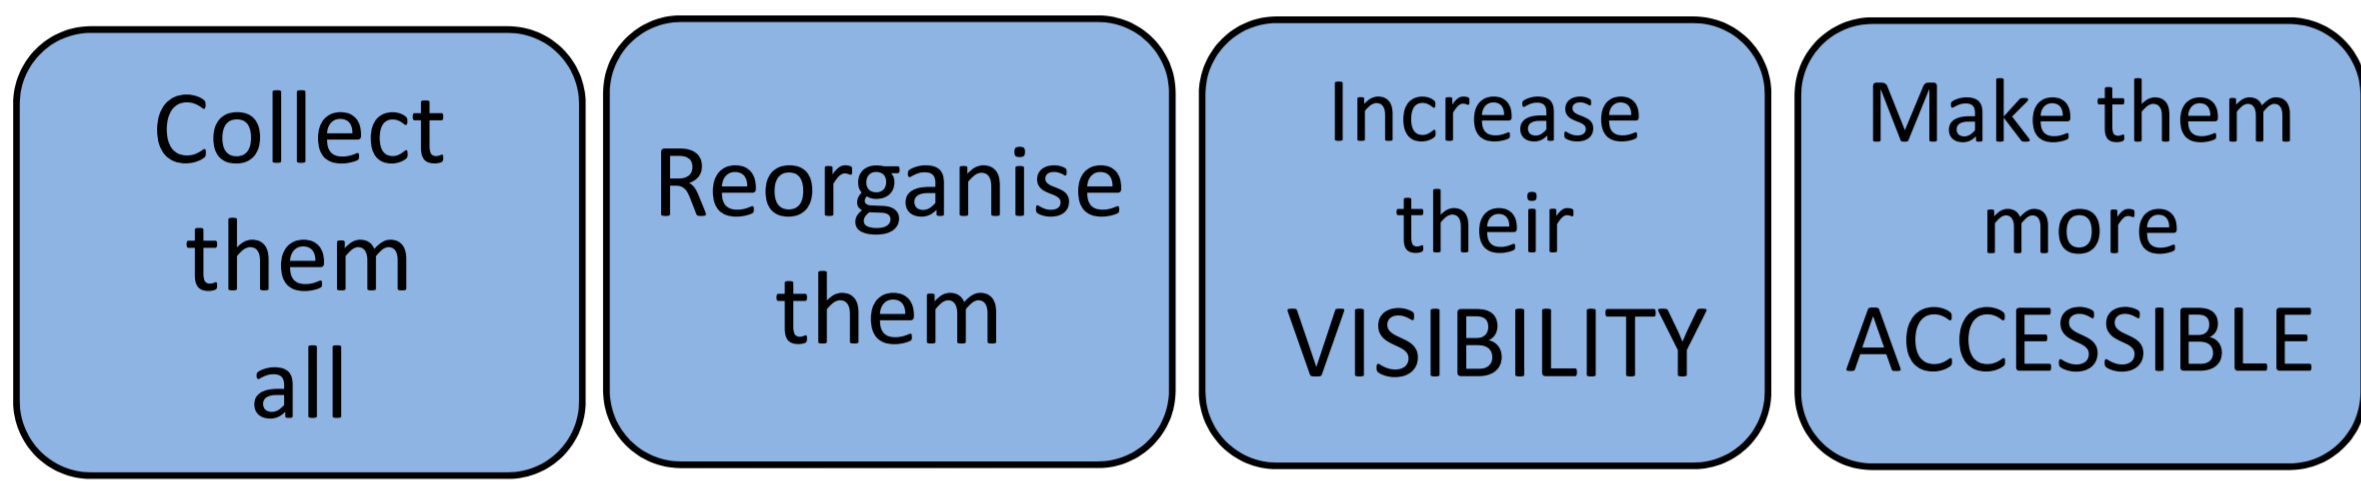 Collect
them
all
Reorganise
them
Increase
their
VISIBILITY
Make them
more
ACCESSIBLE